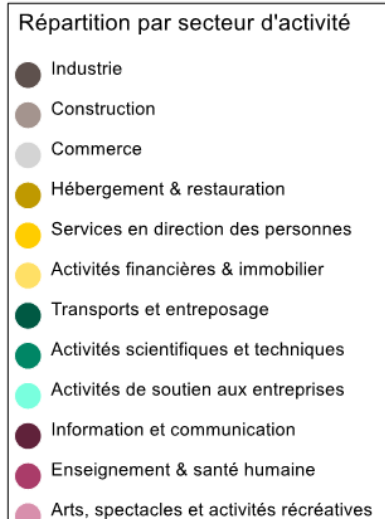 Répartition par secteur d'activité
Industrie
Construction
Commerce
Hébergement & restauration
Services en direction des personnes
Activités financières & immobilier
Transports et entreposage
Activités scientifiques et techniques
Activités de soutien aux entreprises
Information et communication
Enseignement & santé humaine
Arts, spectacles et activités récréatives